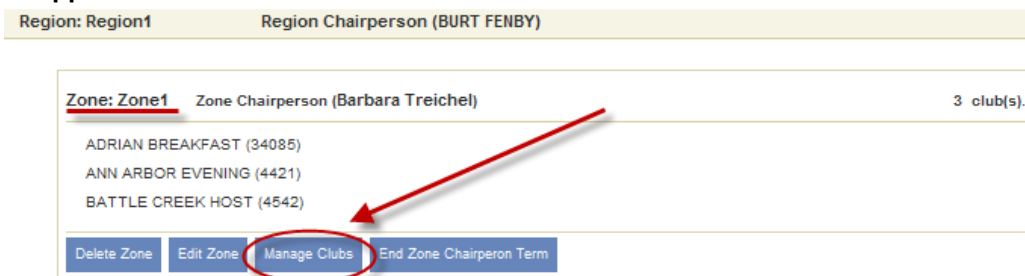 Region: Region1 Region Chairperson (BURT FENBY)
Zone: Zone1 Zone Chairperson (Barbara Treichel) 3 club(s).
ADRIAN BREAKFAST (34085)
ANN ARBOR EVENING (4421)
BATTLE CREEK HOST (4542)
Delete Zone Edit Zone Manage Clubs End Zone Chairperon Term